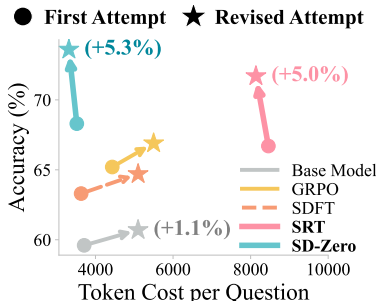 First Attempt
Revised Attempt
(+5.3%)
(+5.0%)
(+1.1%)
Accuracy (%)
70
65
60
Base Model
GRPO
SDFT
SRT
SD-Zero
4000
6000
8000
10000
Token Cost per Question